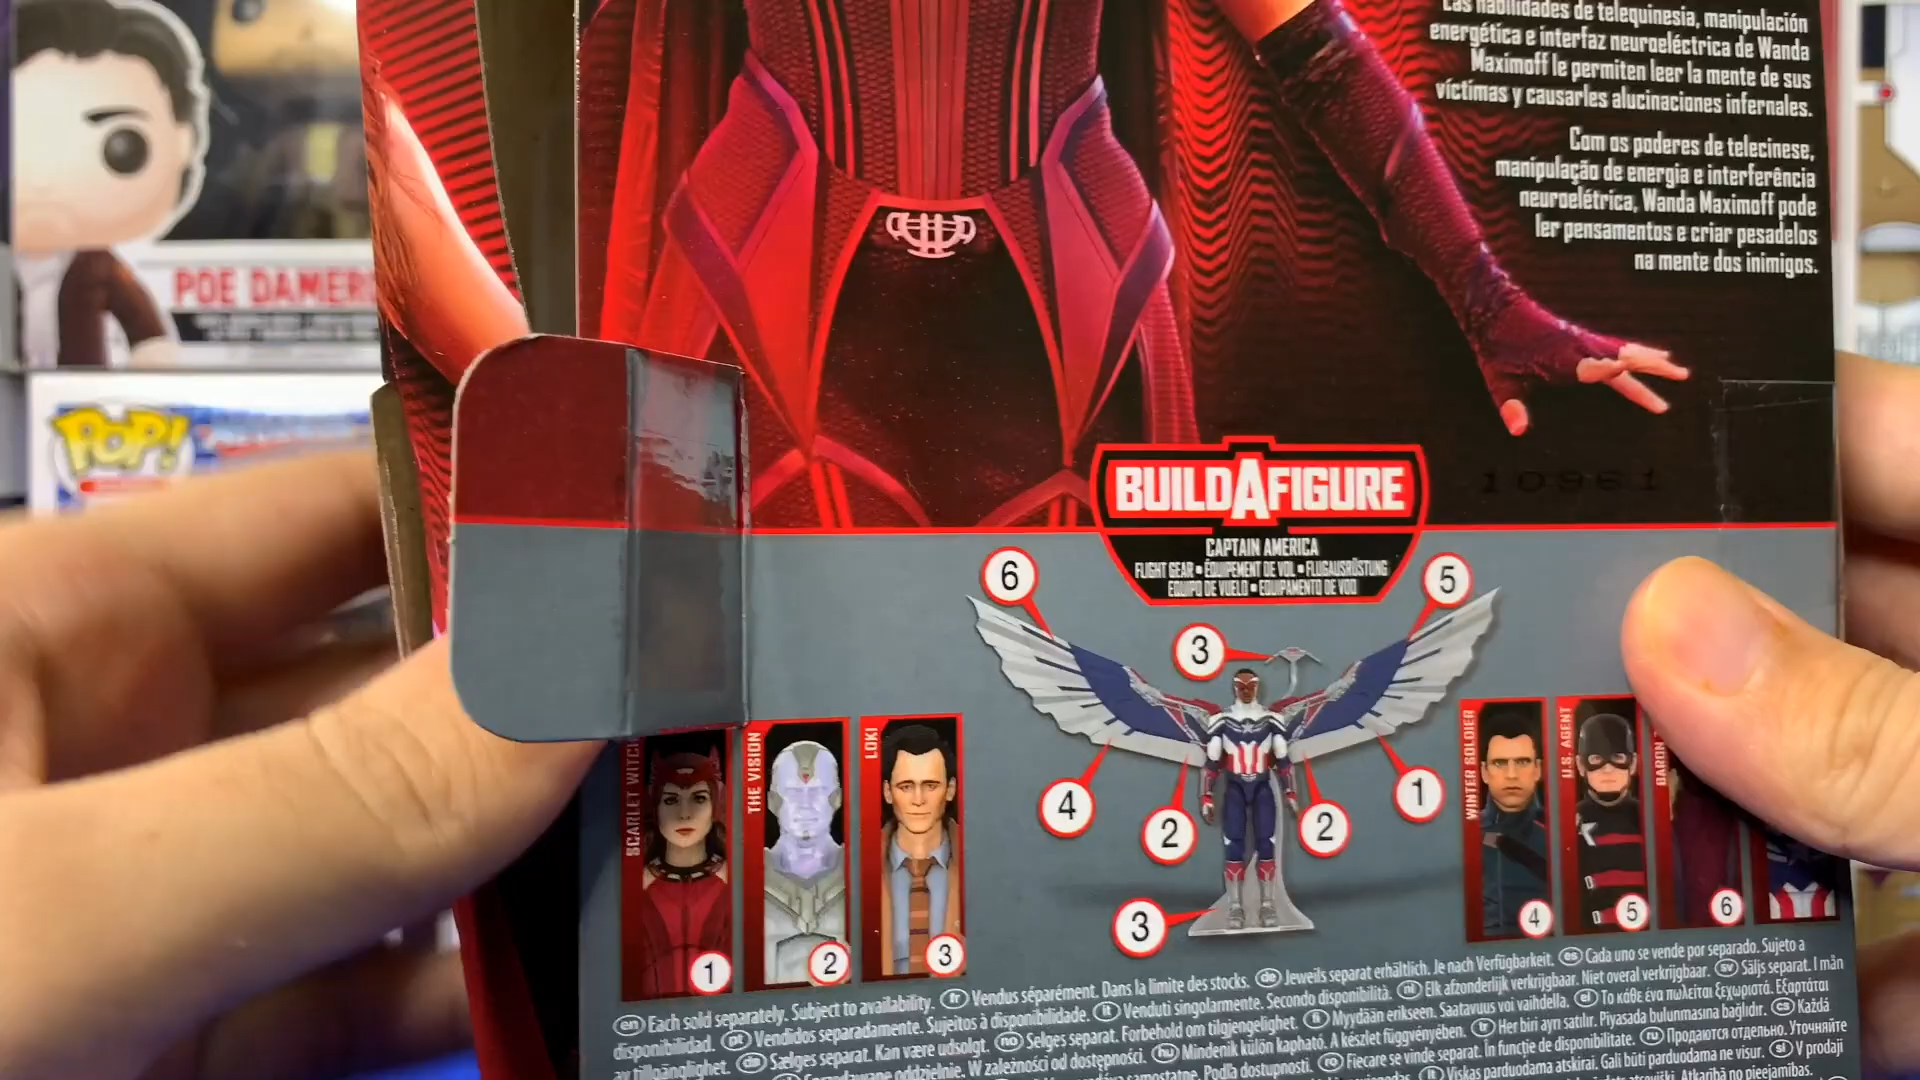 Las habilidades de telequinesia, manipulación
energética e interfaz neuroeléctrica de Wanda
Maximoff le permiten leer la mente de sus
víctimas y causarles alucinaciones infernales.
Com os poderes de telecinese,
manipulação de energia e interferência
neuroelétrica, Wanda Maximoff pode
ler pensamentos e criar pesadelos
na mente dos inimigos.
POE DAMER
POP!
BUILDAFIGURE
10961
CAPTAIN AMERICA
FLIGHT GEAR • ÉQUIPEMENT DE VOL • FLUGAUSRÜSTUNG
EQUIPO DE VUELO • EQUIPAMENTO DE VOO
6
5
3
4
1
2
2
3
SCARLET WITCH
1
THE VISION
2
LOKI
3
WINTER SOLDIER
4
U.S. AGENT
5
BARON
6
en Each sold separately. Subject to availability. fr Vendus séparément. Dans la limite des stocks. de Jeweils separat erhältlich. Je nach Verfügbarkeit. es Cada uno se vende por separado. Sujeto a
disponibilidad. pt Vendidos separadamente. Sujeitos à disponibilidade. it Venduti singolarmente. Secondo disponibilità. nl Elk afzonderlijk verkrijgbaar. Niet overal verkrijgbaar. sv Säljs separat. I mån
av tillgänglighet. da Sælges separat. Kan være udsolgt. no Selges separat. Forbehold om tilgjengelighet. fi Myydään erikseen. Saatavuus voi vaihdella. el Το κάθε ένα πωλείται ξεχωριστά. Εξαρτάται
W zależności od dostępności. hu Mindenik külön kapható. A készlet függvényében. tr Her biri ayrı satılır. Piyasada bulunmasına bağlıdır. cs Každá
samostatne. Podľa dostupnosti. ro Fiecare se vinde separat. În funcţie de disponibilitate. ru Продаются отдельно. Уточняйте
lt Viskas parduodama atskirai. Gali būti parduodama ne visur. sl V prodaji
Atkarībā no pieejamības.